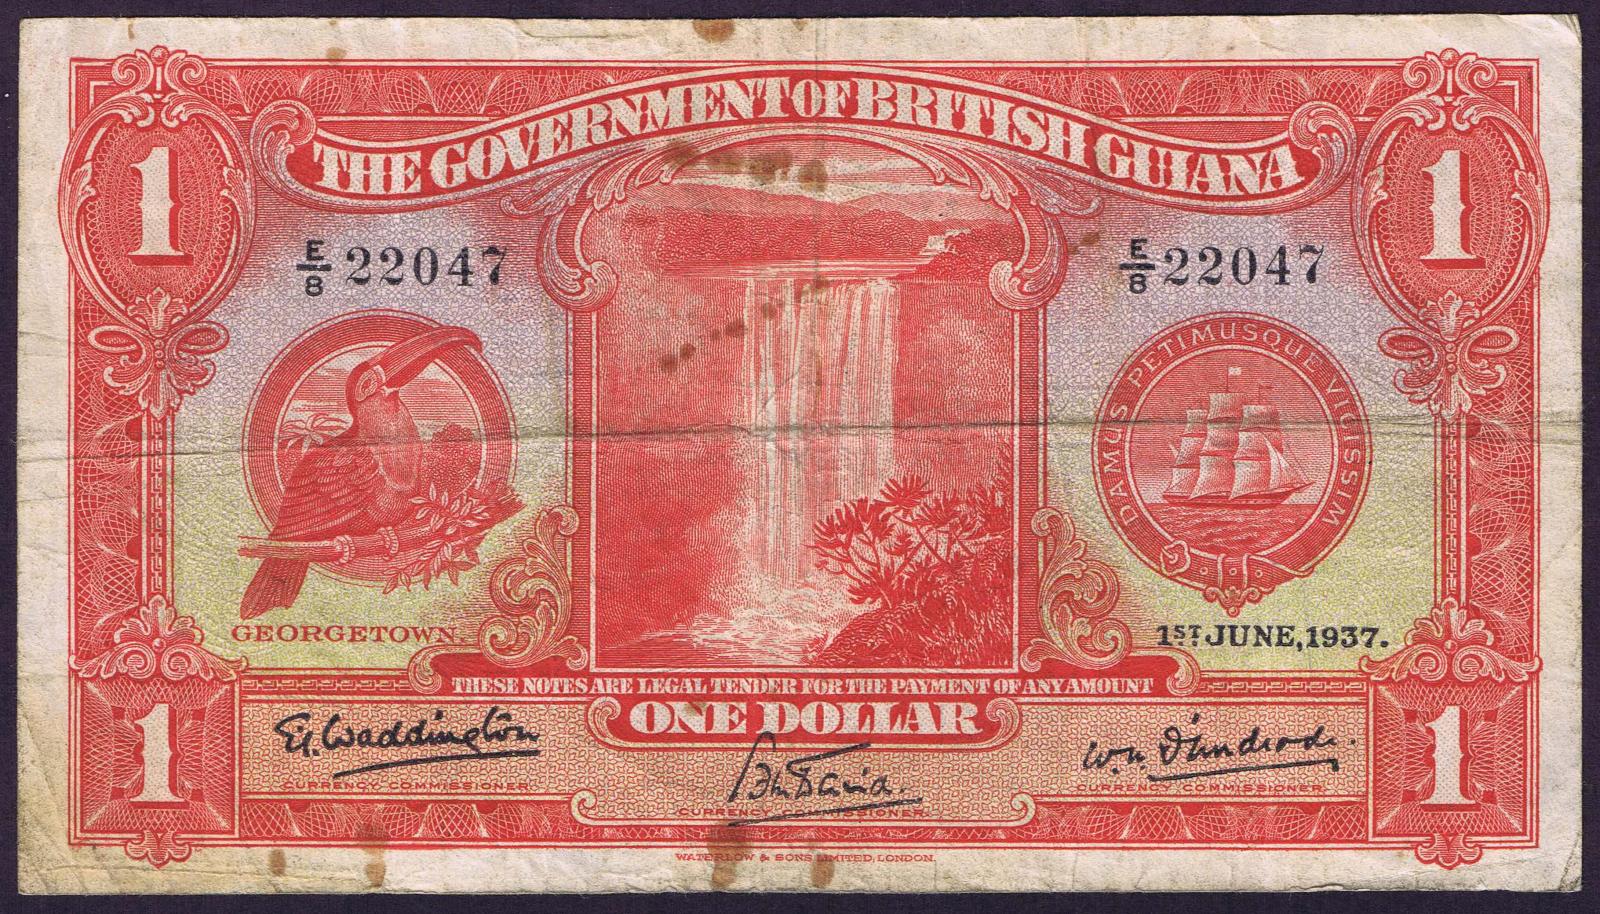 THE GOVERNMENT OF BRITISH GUIANA
1 1
E/8 22047 E/8 22047
DAMUS PETIMUSQUE VICISSIM
GEORGETOWN.
1ST JUNE, 1937.
THESE NOTES ARE LEGAL TENDER FOR THE PAYMENT OF ANY AMOUNT
ONE DOLLAR
1 1
E.J. Waddington
W.A. D'Andrade.
CURRENCY COMMISSIONER CURRENCY COMMISSIONER CURRENCY COMMISSIONER
WATERLOW & SONS LIMITED, LONDON.